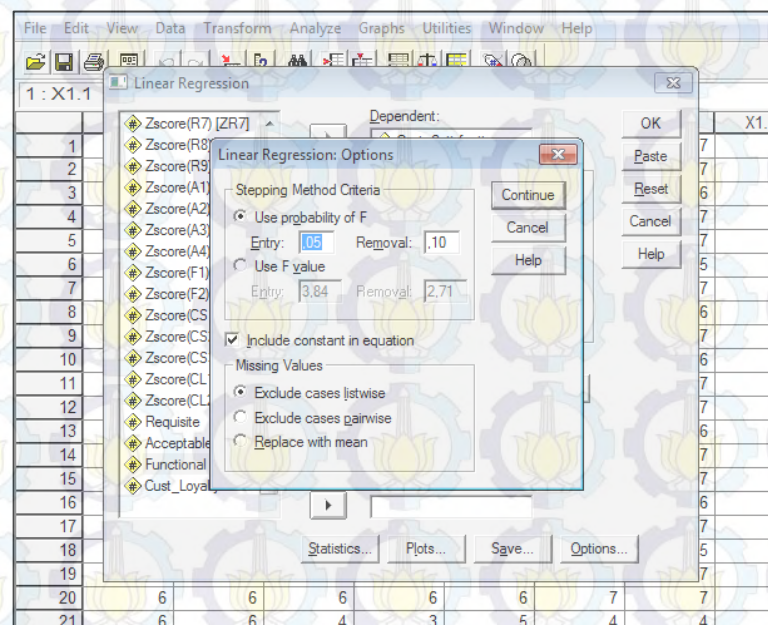 File Edit View Data Transform Analyze Graphs Utilities Window Help
1 : X1.1
Linear Regression
Dependent:
Zscore(R7) [ZR7]
Zscore(R8)
Zscore(R9)
Zscore(A1)
Zscore(A2)
Zscore(A3)
Zscore(A4)
Zscore(F1)
Zscore(F2)
Zscore(CS
Zscore(CS
Zscore(CS
Zscore(CL1
Zscore(CL2
Requisite
Acceptable
Functional
Cust_Loyal
OK
Paste
Reset
Cancel
Help
Linear Regression: Options
Stepping Method Criteria
Use probability of F
Entry: ,05 Removal: ,10
Use F value
Entry: 3,84 Removal: 2,71
Include constant in equation
Missing Values
Exclude cases listwise
Exclude cases pairwise
Replace with mean
Continue
Cancel
Help
Statistics... Plots... Save... Options...
X1.
1 7
2 7
3 6
4 7
5 7
6 5
7 7
8 6
9 7
10 6
11 7
12 7
13 6
14 7
15 7
16 6
17 7
18 5
19 7
20 6 6 6 6 6 7 7
21 6 6 4 3 5 4 4